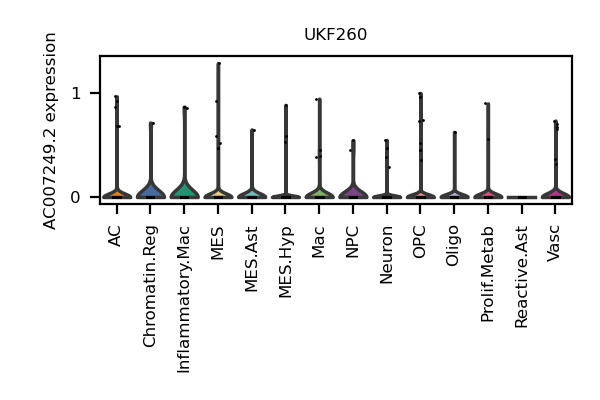 UKF260
AC007249.2 expression
1
0
AC
Chromatin.Reg
Inflammatory.Mac
MES
MES.Ast
MES.Hyp
Mac
NPC
Neuron
OPC
Oligo
Prolif.Metab
Reactive.Ast
Vasc